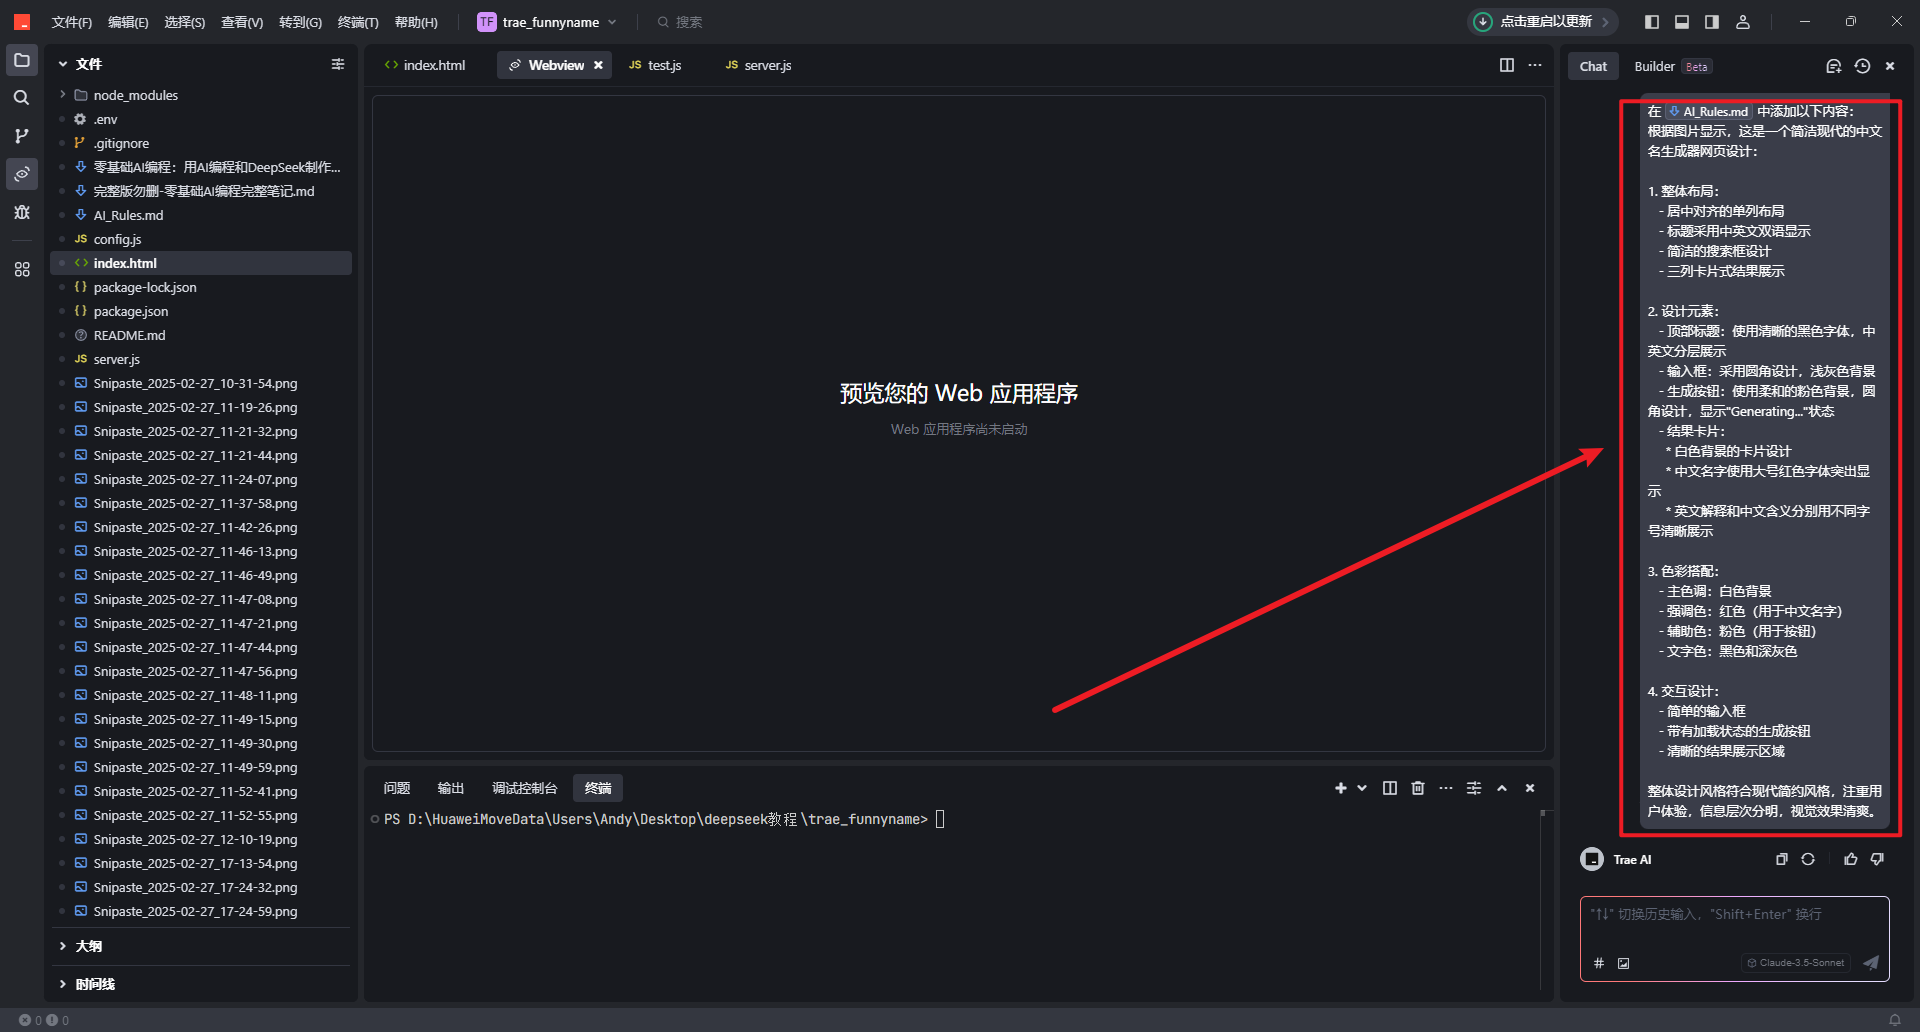 文件(F) 编辑(E) 选择(S) 查看(V) 转到(G) 终端(T) 帮助(H) TF trae_funnyname 搜索 点击重启以更新
文件
node_modules
.env
.gitignore
零基础AI编程：用AI编程和DeepSeek制作...
完整版勿删-零基础AI编程完整笔记.md
AI_Rules.md
JS config.js
<> index.html
{} package-lock.json
{} package.json
README.md
JS server.js
Snipaste_2025-02-27_10-31-54.png
Snipaste_2025-02-27_11-19-26.png
Snipaste_2025-02-27_11-21-32.png
Snipaste_2025-02-27_11-21-44.png
Snipaste_2025-02-27_11-24-07.png
Snipaste_2025-02-27_11-37-58.png
Snipaste_2025-02-27_11-42-26.png
Snipaste_2025-02-27_11-46-13.png
Snipaste_2025-02-27_11-46-49.png
Snipaste_2025-02-27_11-47-08.png
Snipaste_2025-02-27_11-47-21.png
Snipaste_2025-02-27_11-47-44.png
Snipaste_2025-02-27_11-47-56.png
Snipaste_2025-02-27_11-48-11.png
Snipaste_2025-02-27_11-49-15.png
Snipaste_2025-02-27_11-49-30.png
Snipaste_2025-02-27_11-49-59.png
Snipaste_2025-02-27_11-52-41.png
Snipaste_2025-02-27_11-52-55.png
Snipaste_2025-02-27_12-10-19.png
Snipaste_2025-02-27_17-13-54.png
Snipaste_2025-02-27_17-24-32.png
Snipaste_2025-02-27_17-24-59.png
大纲
时间线
0 0
<> index.html Webview JS test.js JS server.js
预览您的 Web 应用程序
Web 应用程序尚未启动
问题 输出 调试控制台 终端
PS D:\HuaweiMoveData\Users\Andy\Desktop\deepseek教程\trae_funnyname>
Chat Builder Beta
在 AI_Rules.md 中添加以下内容：
根据图片显示，这是一个简洁现代的中文
名生成器网页设计：
1. 整体布局：
- 居中对齐的单列布局
- 标题采用中英文双语显示
- 简洁的搜索框设计
- 三列卡片式结果展示
2. 设计元素：
- 顶部标题：使用清晰的黑色字体，中
英文分层展示
- 输入框：采用圆角设计，浅灰色背景
- 生成按钮：使用柔和的粉色背景，圆
角设计，显示"Generating..."状态
- 结果卡片：
* 白色背景的卡片设计
* 中文名字使用大号红色字体突出显
示
* 英文解释和中文含义分别用不同字
号清晰展示
3. 色彩搭配：
- 主色调：白色背景
- 强调色：红色（用于中文名字）
- 辅助色：粉色（用于按钮）
- 文字色：黑色和深灰色
4. 交互设计：
- 简单的输入框
- 带有加载状态的生成按钮
- 清晰的结果展示区域
整体设计风格符合现代简约风格，注重用
户体验，信息层次分明，视觉效果清爽。
Trae AI
"↑↓" 切换历史输入，"Shift+Enter" 换行
# Claude-3.5-Sonnet